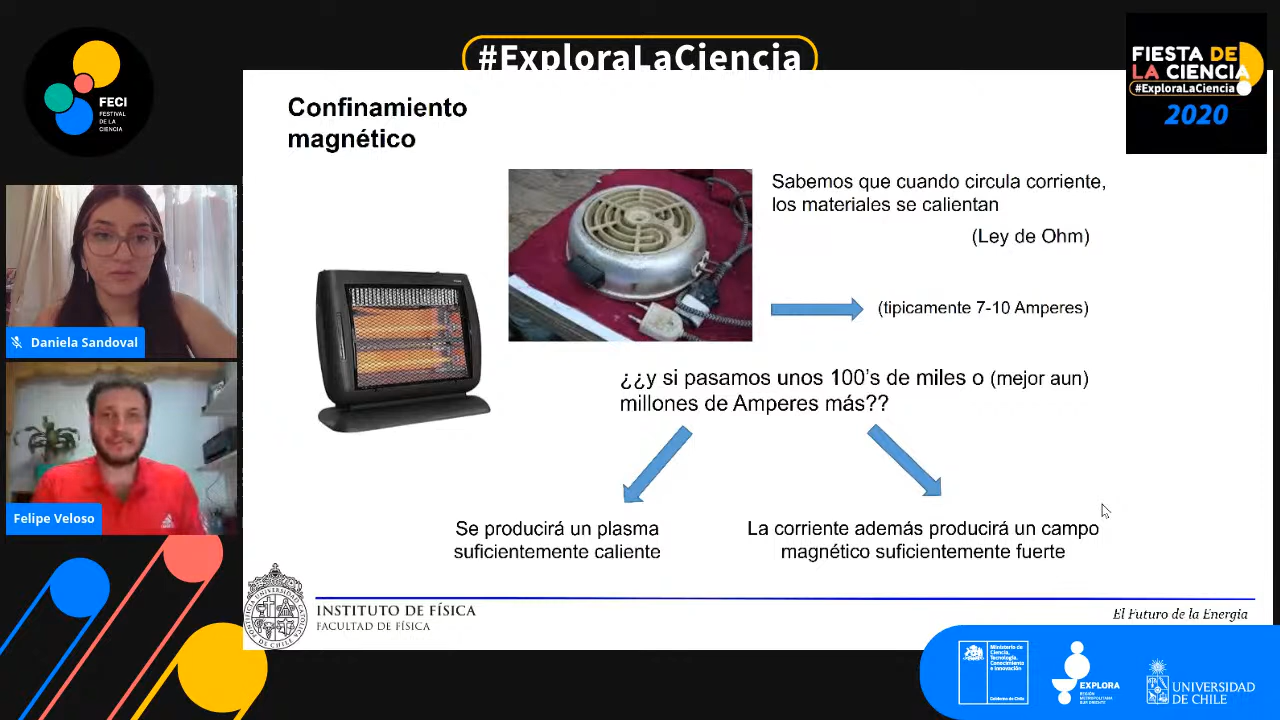 #ExploraLaCiencia
FECI
FESTIVAL
DE LA
CIENCIA
FIESTA DE
LA CIENCIA
#ExploraLaCiencia
2020
Confinamiento
magnético
Sabemos que cuando circula corriente,
los materiales se calientan
(Ley de Ohm)
(tipicamente 7-10 Amperes)
¿¿y si pasamos unos 100's de miles o (mejor aun)
millones de Amperes más??
Se producirá un plasma
suficientemente caliente
La corriente además producirá un campo
magnético suficientemente fuerte
Daniela Sandoval
Felipe Veloso
INSTITUTO DE FÍSICA
FACULTAD DE FÍSICA
El Futuro de la Energía
Ministerio de
Ciencia,
Tecnología,
Conocimiento
e Innovación
Gobierno de Chile
EXPLORA
REGIÓN
METROPOLITANA
SUR ORIENTE
UNIVERSIDAD
DE CHILE